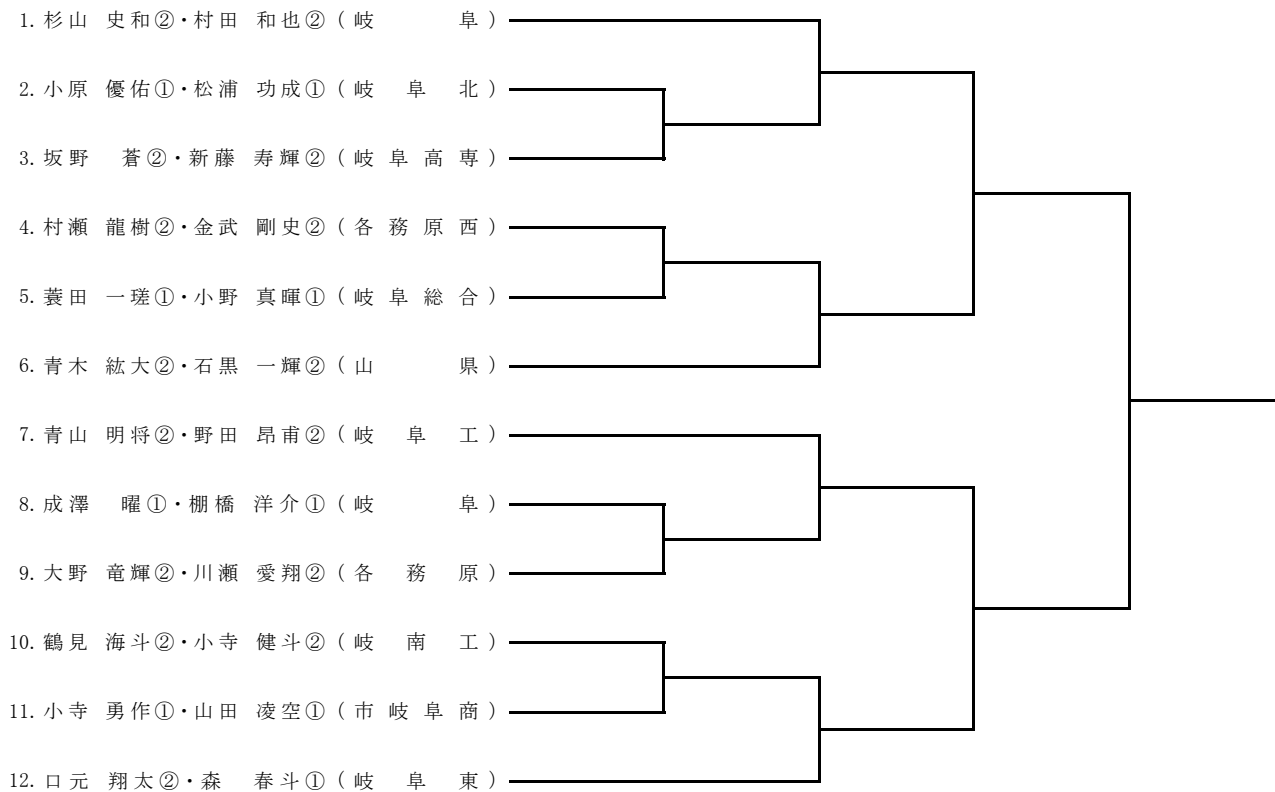 1. 杉山 史和②・村田 和也② (岐 阜)
2. 小原 優佑①・松浦 功成① (岐 阜 北)
3. 坂野 蒼②・新藤 寿輝② (岐 阜 高 専)
4. 村瀬 龍樹②・金武 剛史② (各 務 原 西)
5. 蓑田 一瑳①・小野 真暉① (岐 阜 総 合)
6. 青木 紘大②・石黒 一輝② (山 県)
7. 青山 明将②・野田 昂甫② (岐 阜 工)
8. 成澤 曜①・棚橋 洋介① (岐 阜)
9. 大野 竜輝②・川瀬 愛翔② (各 務 原)
10. 鶴見 海斗②・小寺 健斗② (岐 南 工)
11. 小寺 勇作①・山田 凌空① (市 岐 阜 商)
12. 口元 翔太②・森 春斗① (岐 阜 東)